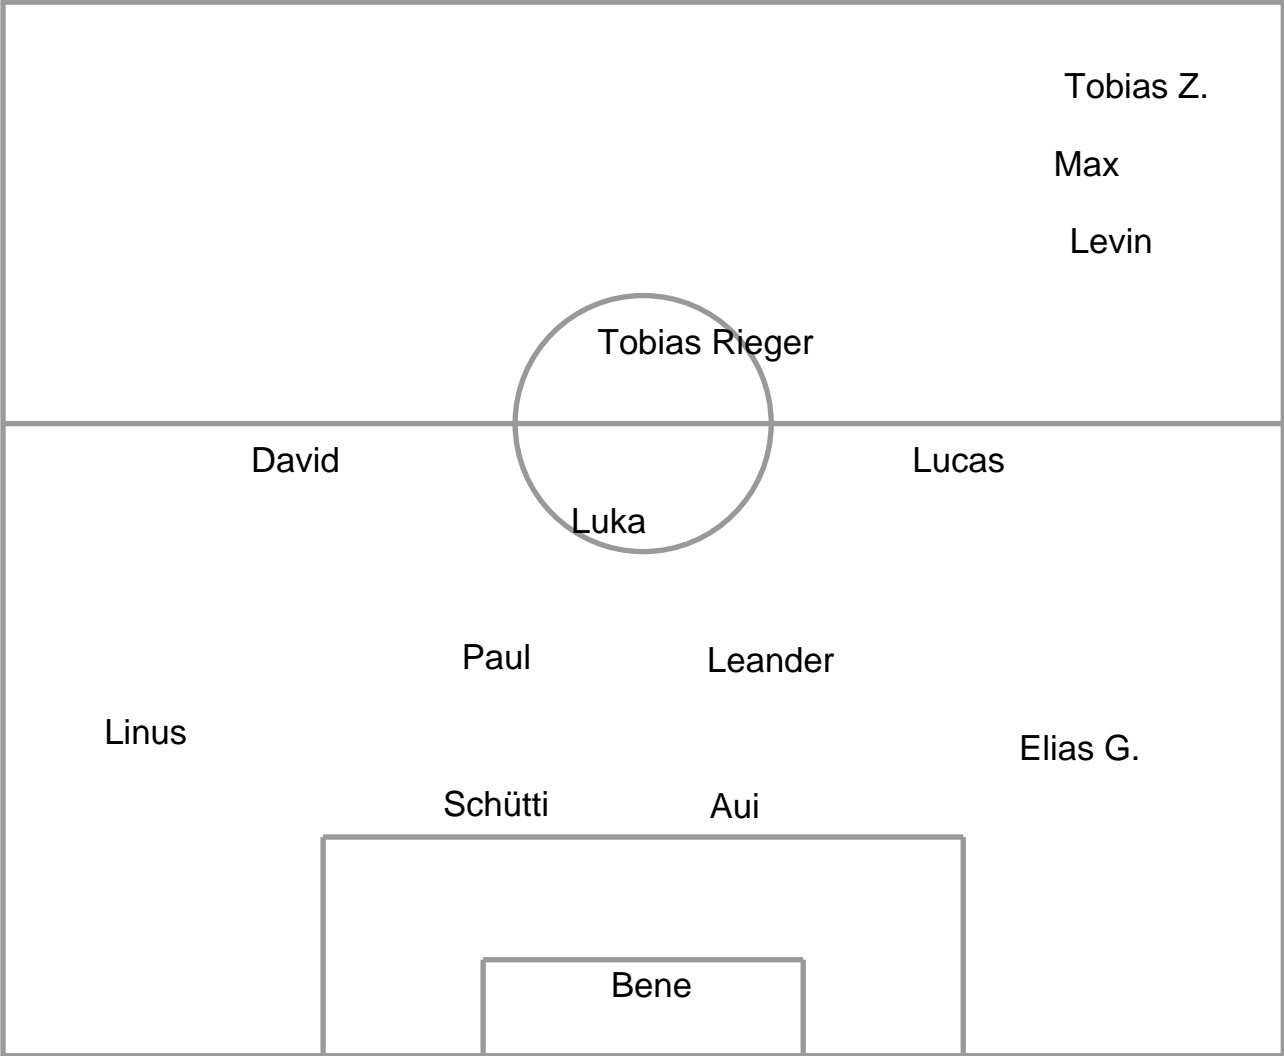 Tobias Z.
Max
Levin
Tobias Rieger
David
Lucas
Luka
Paul
Leander
Linus
Elias G.
Schütti
Aui
Bene